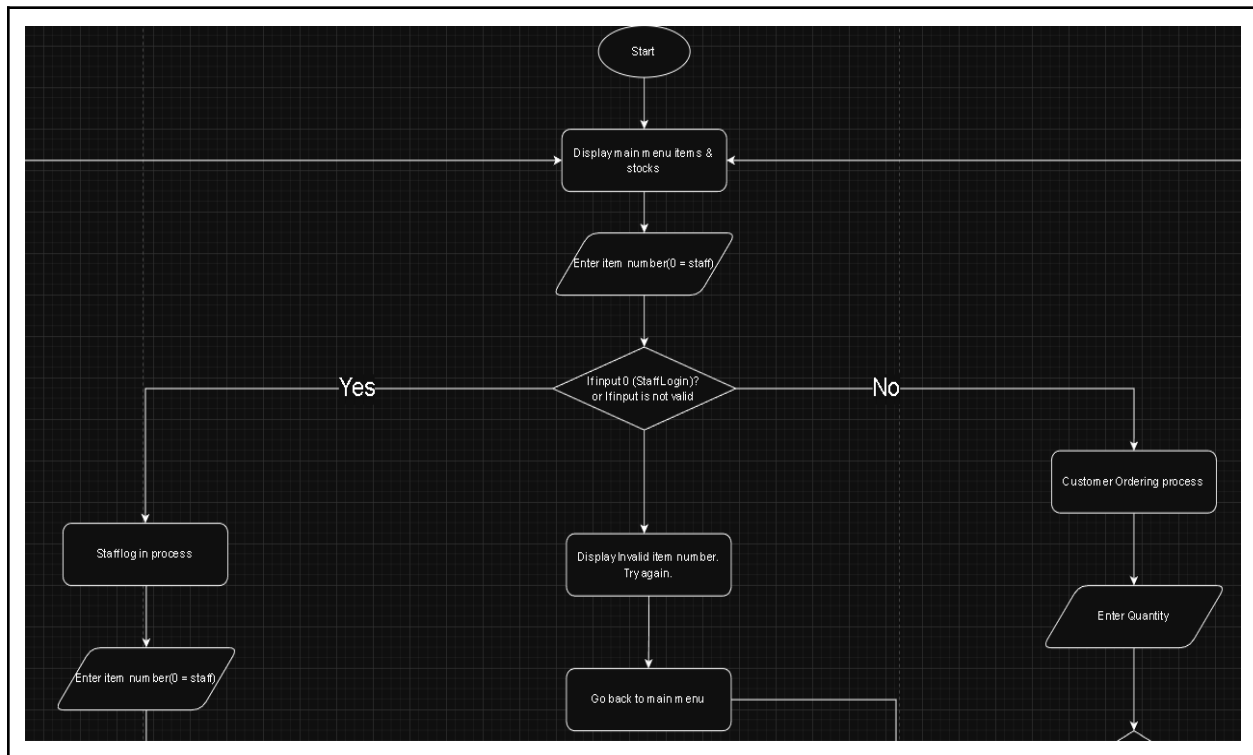 Start
Display main menu items &
stocks
Enter item number(0 = staff)
If input 0 (StaffLogin)?
or If input is not valid
Yes
No
Customer Ordering process
Staff log in process
Display Invalid item number.
Try again.
Enter Quantity
Enter item number(0 = staff)
Go back to main menu